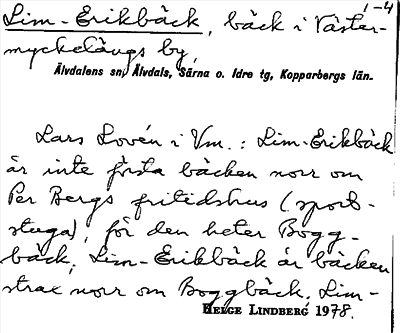 1-4
Lim-Erikbäck, bäck i Väster-
myckelängs by,
Älvdalens sn, Älvdals, Särna o. Idre tg, Kopparbergs län.
Lars Lovén i Vm.: Lim-Erikbäck
är inte första bäcken norr om
Per Bergs fritidshus (sport-
stuga), för den heter Bogg-
bäck, Lim-Erikbäck är bäcken
strax norr om Boggbäck. Lim-
HELGE LINDBERG 1978.